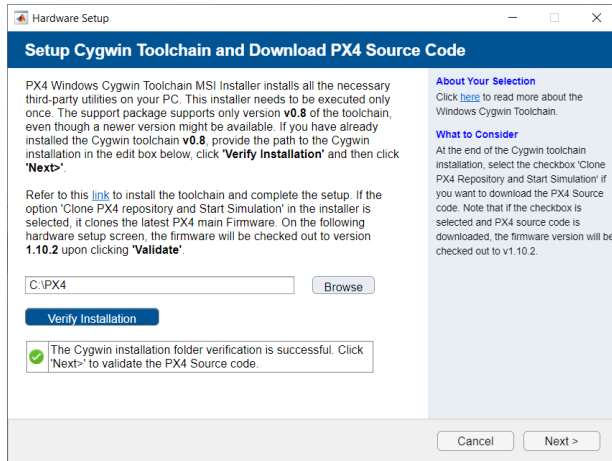 Hardware Setup
Setup Cygwin Toolchain and Download PX4 Source Code
PX4 Windows Cygwin Toolchain MSI Installer installs all the necessary
third-party utilities on your PC. This installer needs to be executed only
once. The support package supports only version v0.8 of the toolchain,
even though a newer version might be available. If you have already
installed the Cygwin toolchain v0.8, provide the path to the Cygwin
installation in the edit box below, click 'Verify Installation' and then click
'Next>'.
Refer to this link to install the toolchain and complete the setup. If the
option 'Clone PX4 repository and Start Simulation' in the installer is
selected, it clones the latest PX4 main Firmware. On the following
hardware setup screen, the firmware will be checked out to version
1.10.2 upon clicking 'Validate'.
C:\PX4
Browse
Verify Installation
The Cygwin installation folder verification is successful. Click
'Next>' to validate the PX4 Source code.
About Your Selection
Click here to read more about the
Windows Cygwin Toolchain.
What to Consider
At the end of the Cygwin toolchain
installation, select the checkbox 'Clone
PX4 Repository and Start Simulation' if
you want to download the PX4 Source
code. Note that if the checkbox is
selected and PX4 source code is
downloaded, the firmware version will be
checked out to v1.10.2.
Cancel
Next >